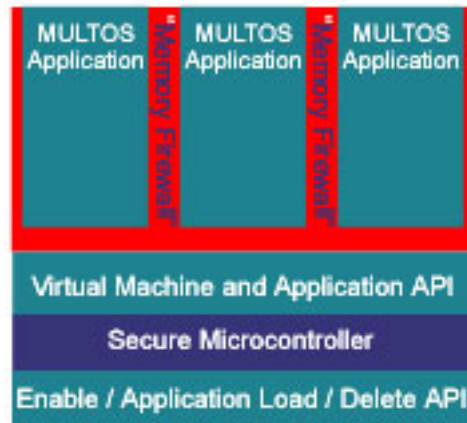 MULTOS
Application
"Memory Firewall"
MULTOS
Application
"Memory Firewall"
MULTOS
Application
Virtual Machine and Application API
Secure Microcontroller
Enable / Application Load / Delete API